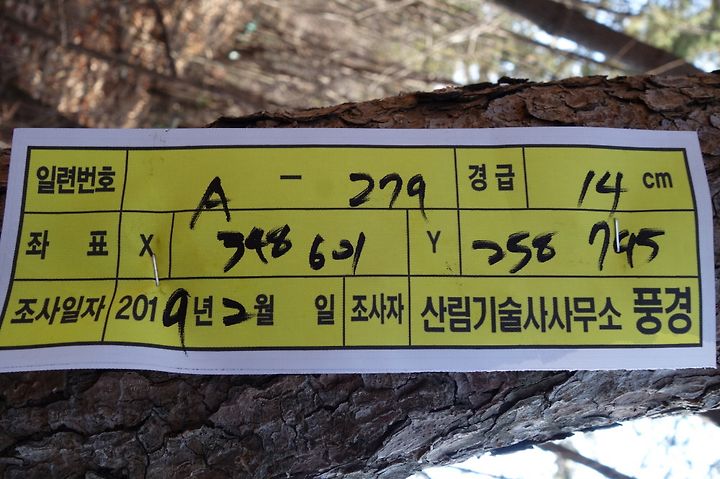 일련번호 A - 279 경급 14 cm
좌 표 X 348 601 Y 258 745
조사일자 2019년 2월 일 조사자 산림기술사사무소 풍경